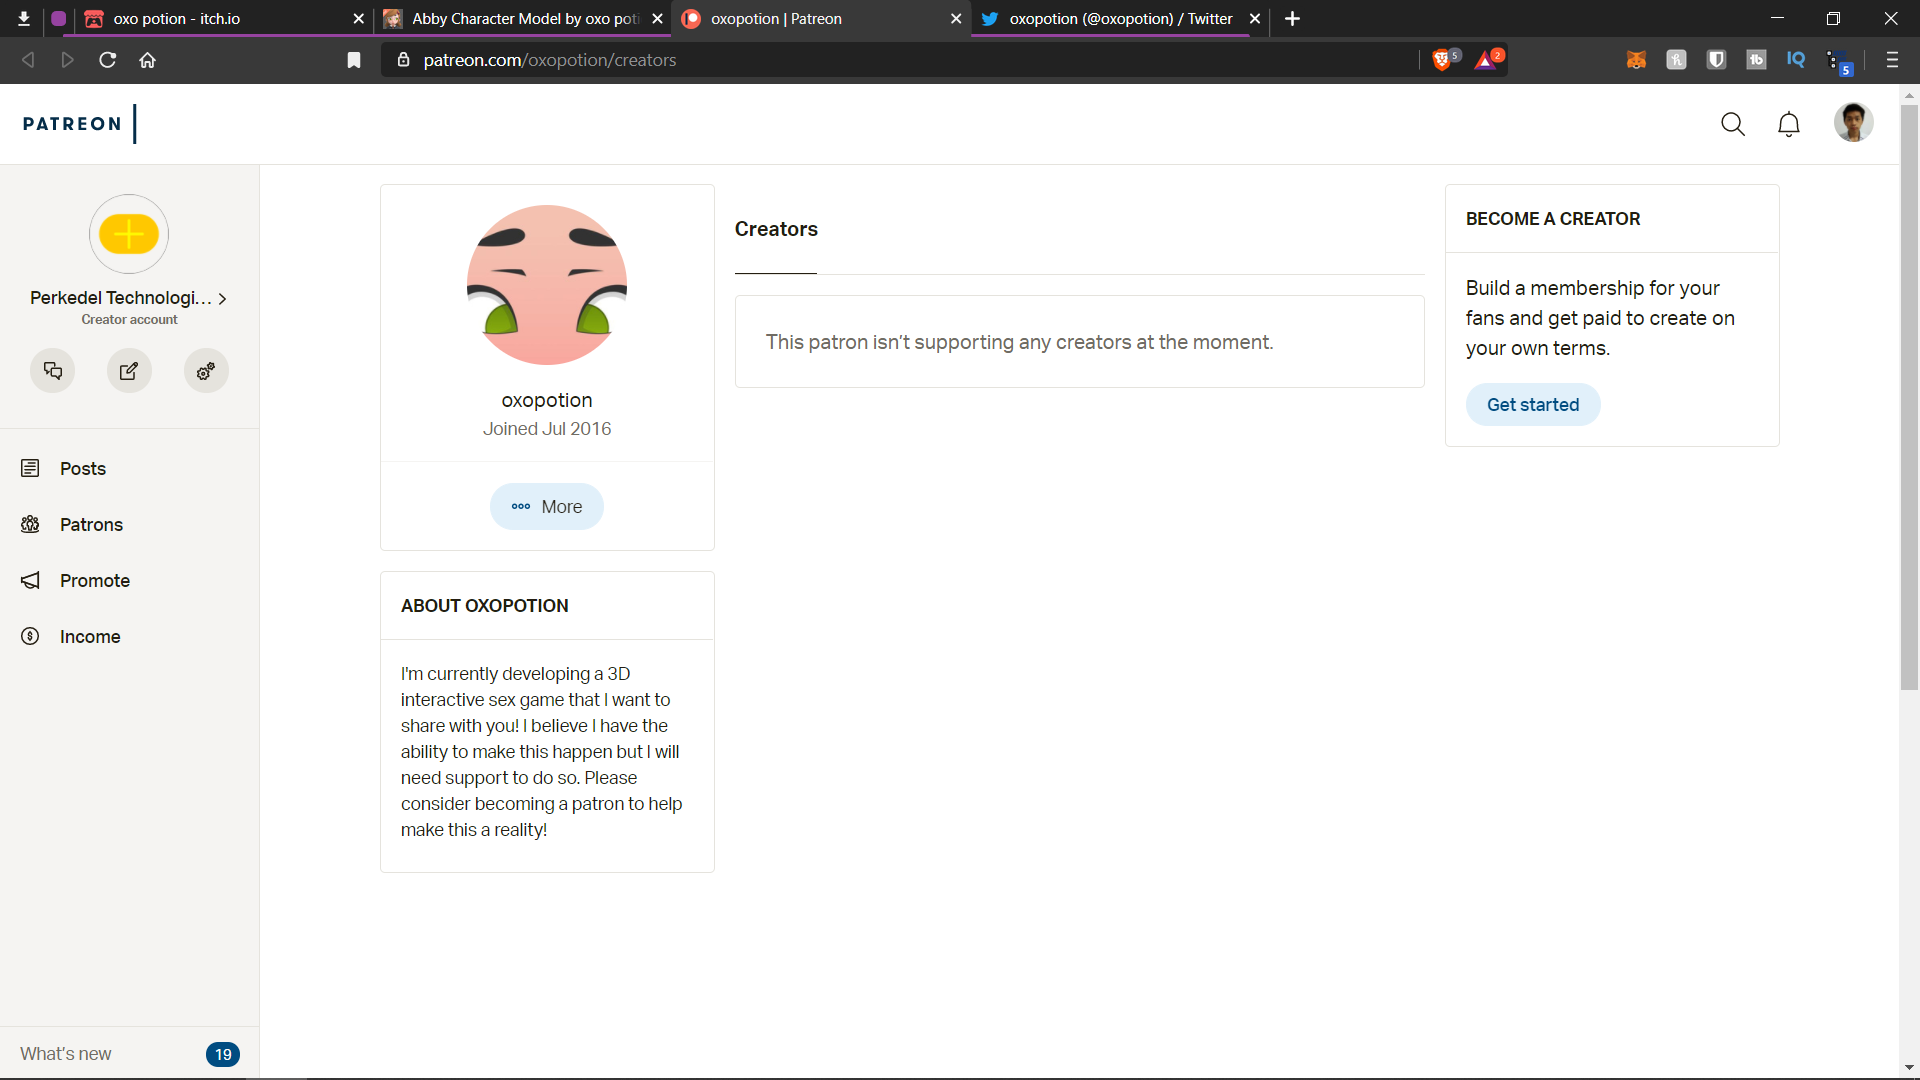 oxo potion - itch.io
Abby Character Model by oxo poti
oxopotion | Patreon
oxopotion (@oxopotion) / Twitter
patreon.com/oxopotion/creators
5
2
tb
IQ
5
PATREON
Perkedel Technologi...
Creator account
Posts
Patrons
Promote
Income
What's new
19
oxopotion
Joined Jul 2016
More
ABOUT OXOPOTION
I'm currently developing a 3D
interactive sex game that I want to
share with you! I believe I have the
ability to make this happen but I will
need support to do so. Please
consider becoming a patron to help
make this a reality!
Creators
This patron isn't supporting any creators at the moment.
BECOME A CREATOR
Build a membership for your
fans and get paid to create on
your own terms.
Get started